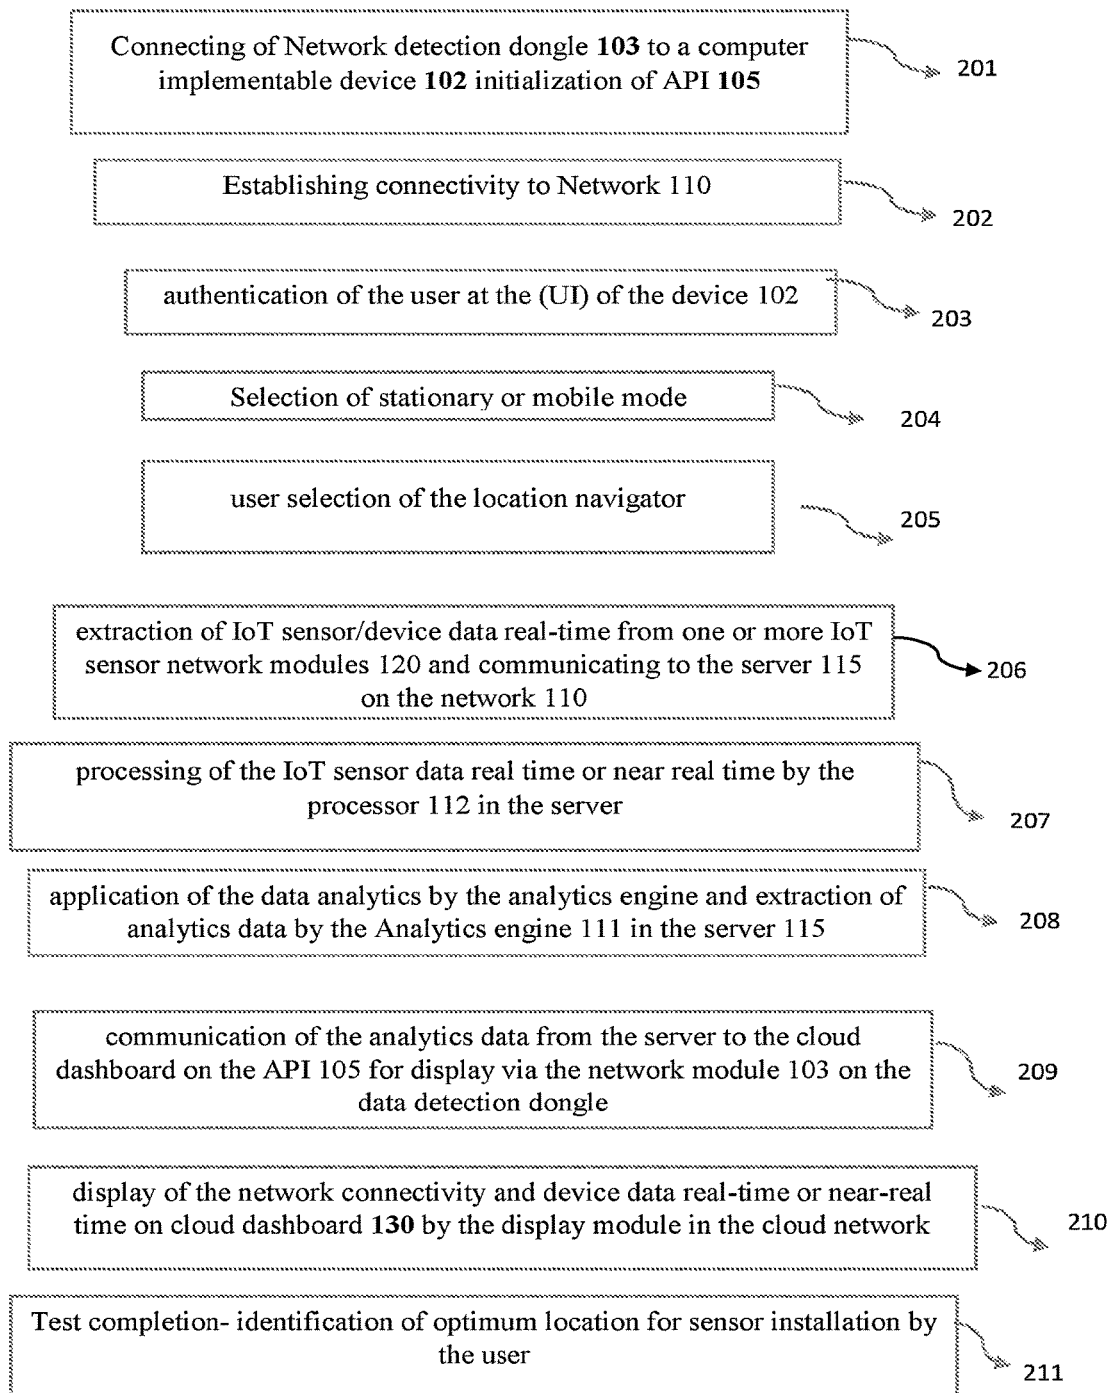 Connecting of Network detection dongle 103 to a computer
implementable device 102 initialization of API 105
201
Establishing connectivity to Network 110
202
authentication of the user at the (UI) of the device 102
203
Selection of stationary or mobile mode
204
user selection of the location navigator
205
extraction of IoT sensor/device data real-time from one or more IoT
sensor network modules 120 and communicating to the server 115
on the network 110
206
processing of the IoT sensor data real time or near real time by the
processor 112 in the server
207
application of the data analytics by the analytics engine and extraction of
analytics data by the Analytics engine 111 in the server 115
208
communication of the analytics data from the server to the cloud
dashboard on the API 105 for display via the network module 103 on the
data detection dongle
209
display of the network connectivity and device data real-time or near-real
time on cloud dashboard 130 by the display module in the cloud network
210
Test completion- identification of optimum location for sensor installation by
the user
211